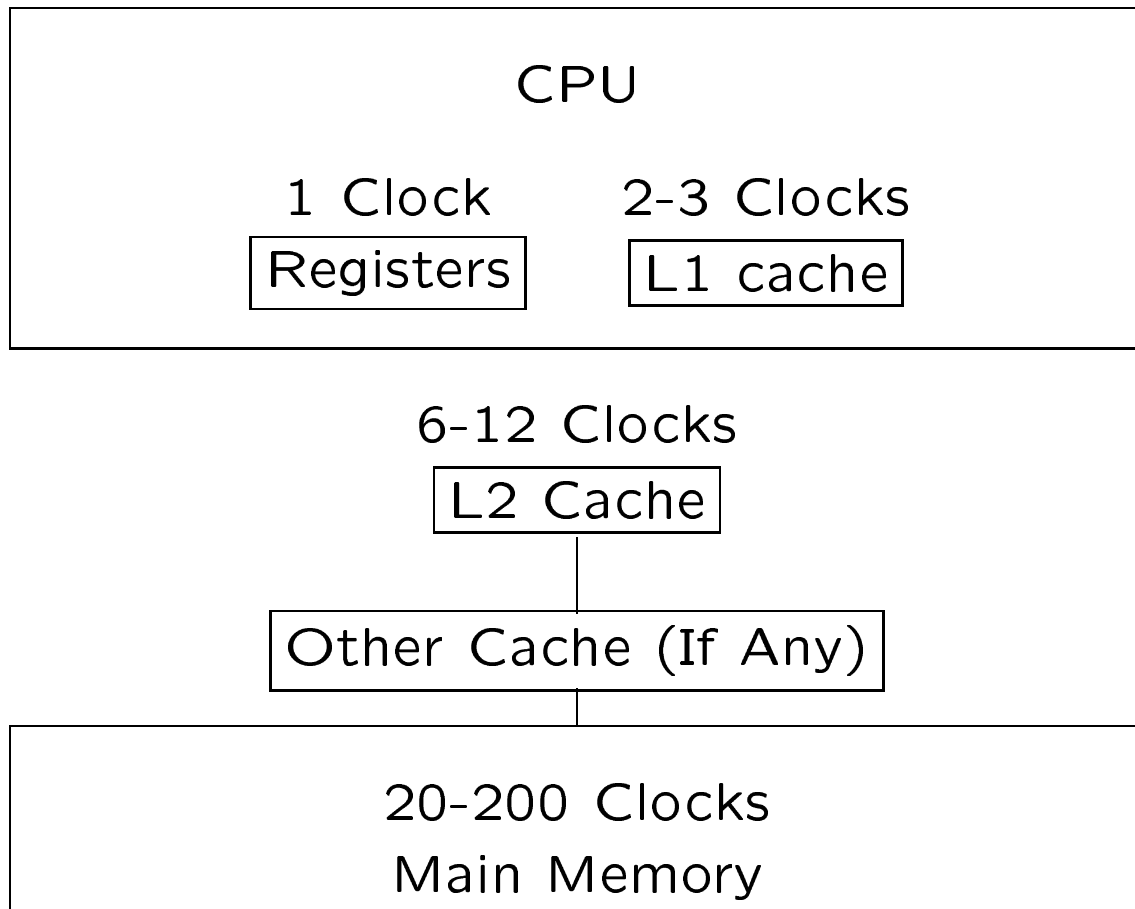 CPU
1 Clock 2-3 Clocks
Registers L1 cache
6-12 Clocks
L2 Cache
Other Cache (If Any)
20-200 Clocks
Main Memory